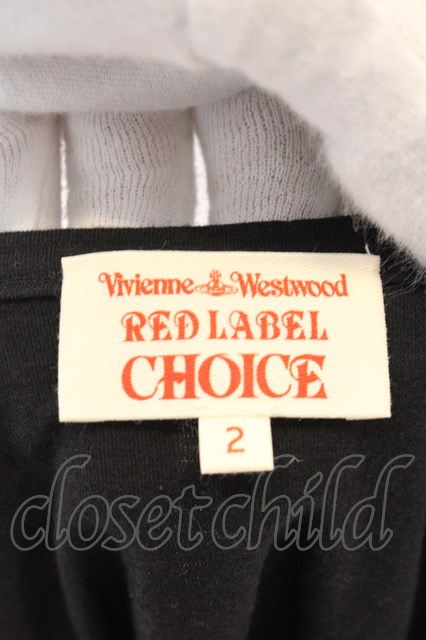 Vivienne Westwood
RED LABEL
CHOICE
2
closetchild